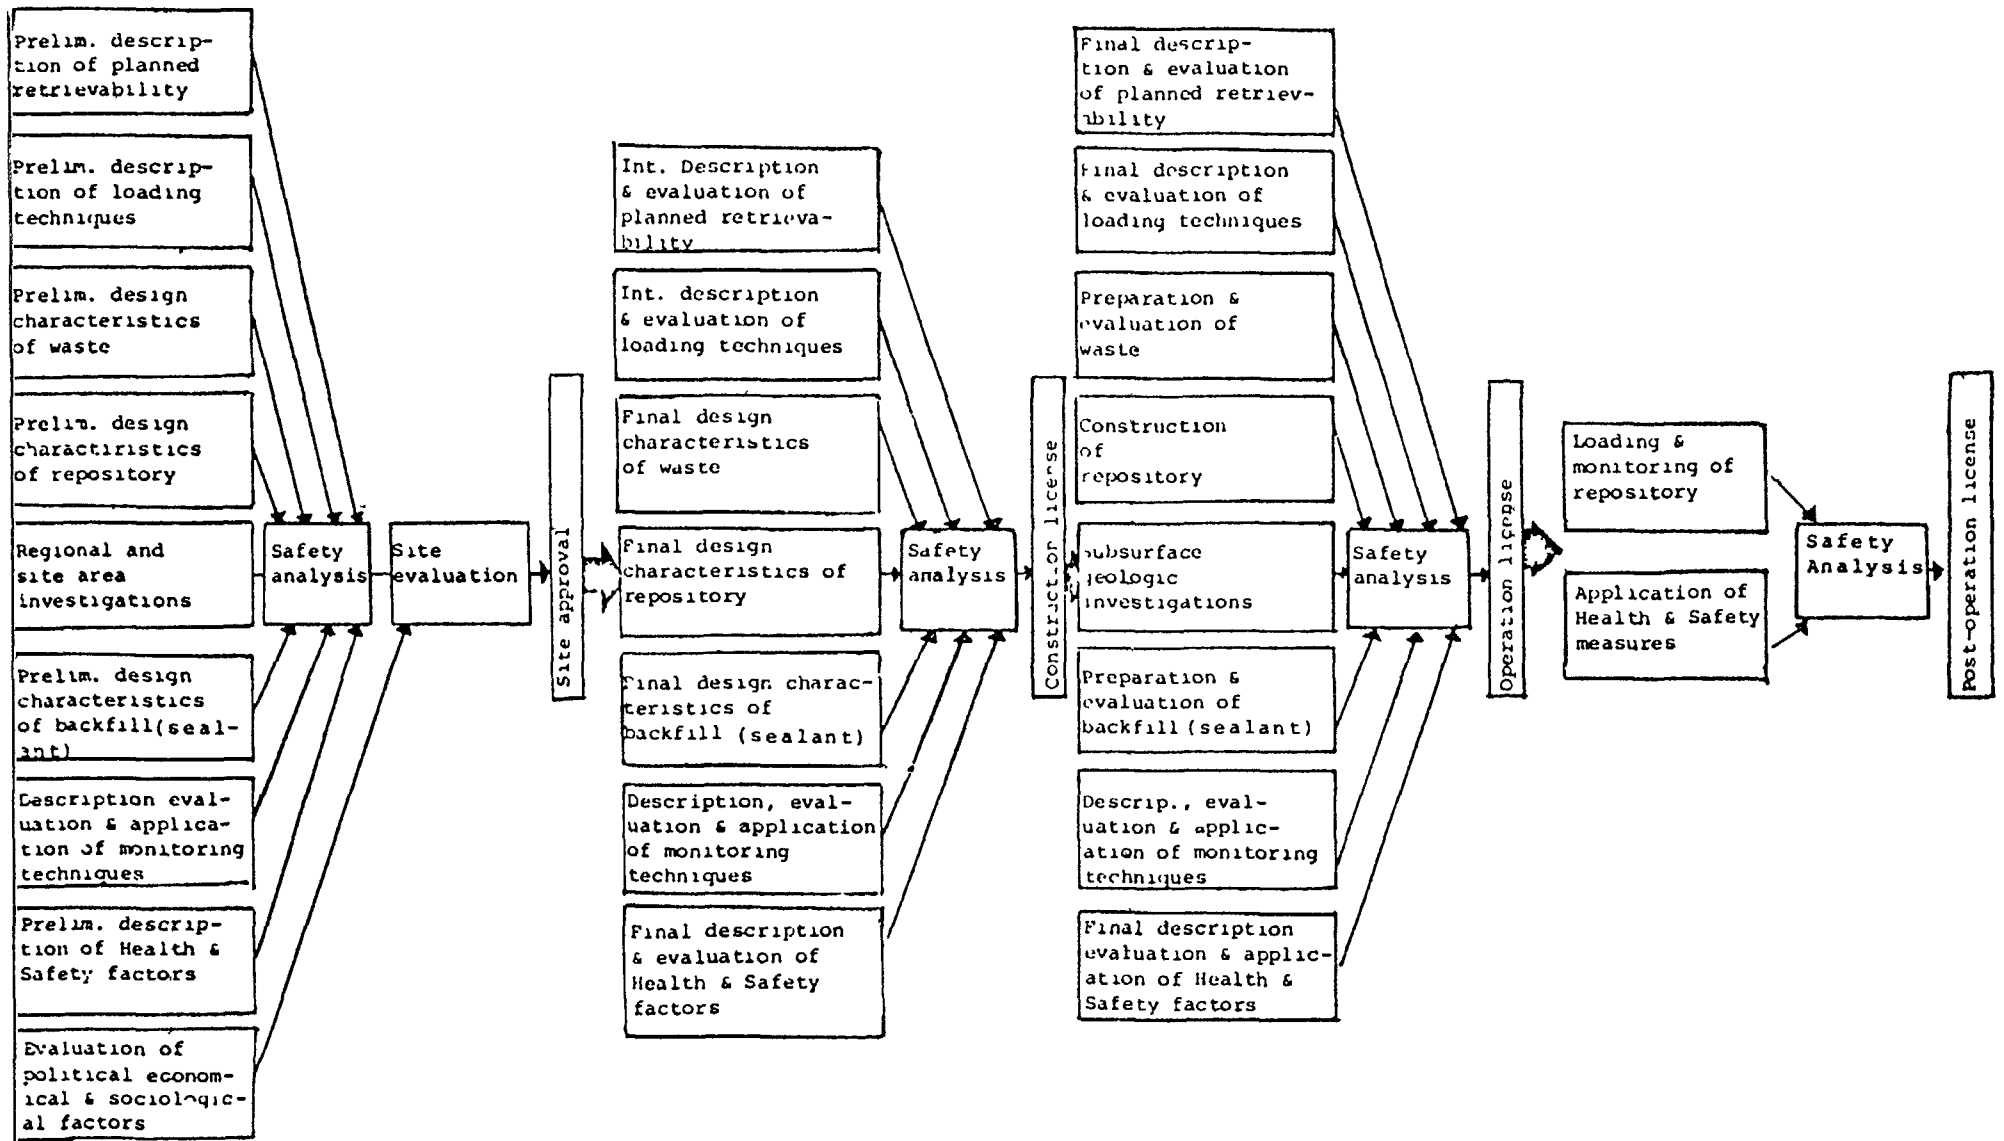 Prelim. descrip-
tion of planned
retrievability
Prelim. descrip-
tion of loading
techniques
Prelim. design
characteristics
of waste
Prelim. design
charactiristics
of repository
Regional and
site area
investigations
Prelim. design
characteristics
of backfill(seal-
ant)
Description eval-
uation & applica-
tion of monitoring
techniques
Prelim. descrip-
tion of Health &
Safety factors
Evaluation of
political econom-
ical & sociologic-
al factors
Safety
analysis
Site
evaluation
Site approval
Int. Description
& evaluation of
planned retrieva-
bility
Int. description
& evaluation of
loading techniques
Final design
characteristics
of waste
Final design
characteristics of
repository
Final design charac-
teristics of
backfill (sealant)
Description, eval-
uation & application
of monitoring
techniques
Final description
& evaluation of
Health & Safety
factors
Safety
analysis
Construction license
Final descrip-
tion & evaluation
of planned retriev-
ability
Final description
& evaluation of
loading techniques
Preparation &
evaluation of
waste
Construction
of
repository
Subsurface
geologic
investigations
Preparation &
evaluation of
backfill (sealant)
Descrip., eval-
uation & applic-
ation of monitoring
techniques
Final description
evaluation & applic-
ation of Health &
Safety factors
Safety
analysis
Operation license
Loading &
monitoring of
repository
Application of
Health & Safety
measures
Safety
Analysis
Post-operation license